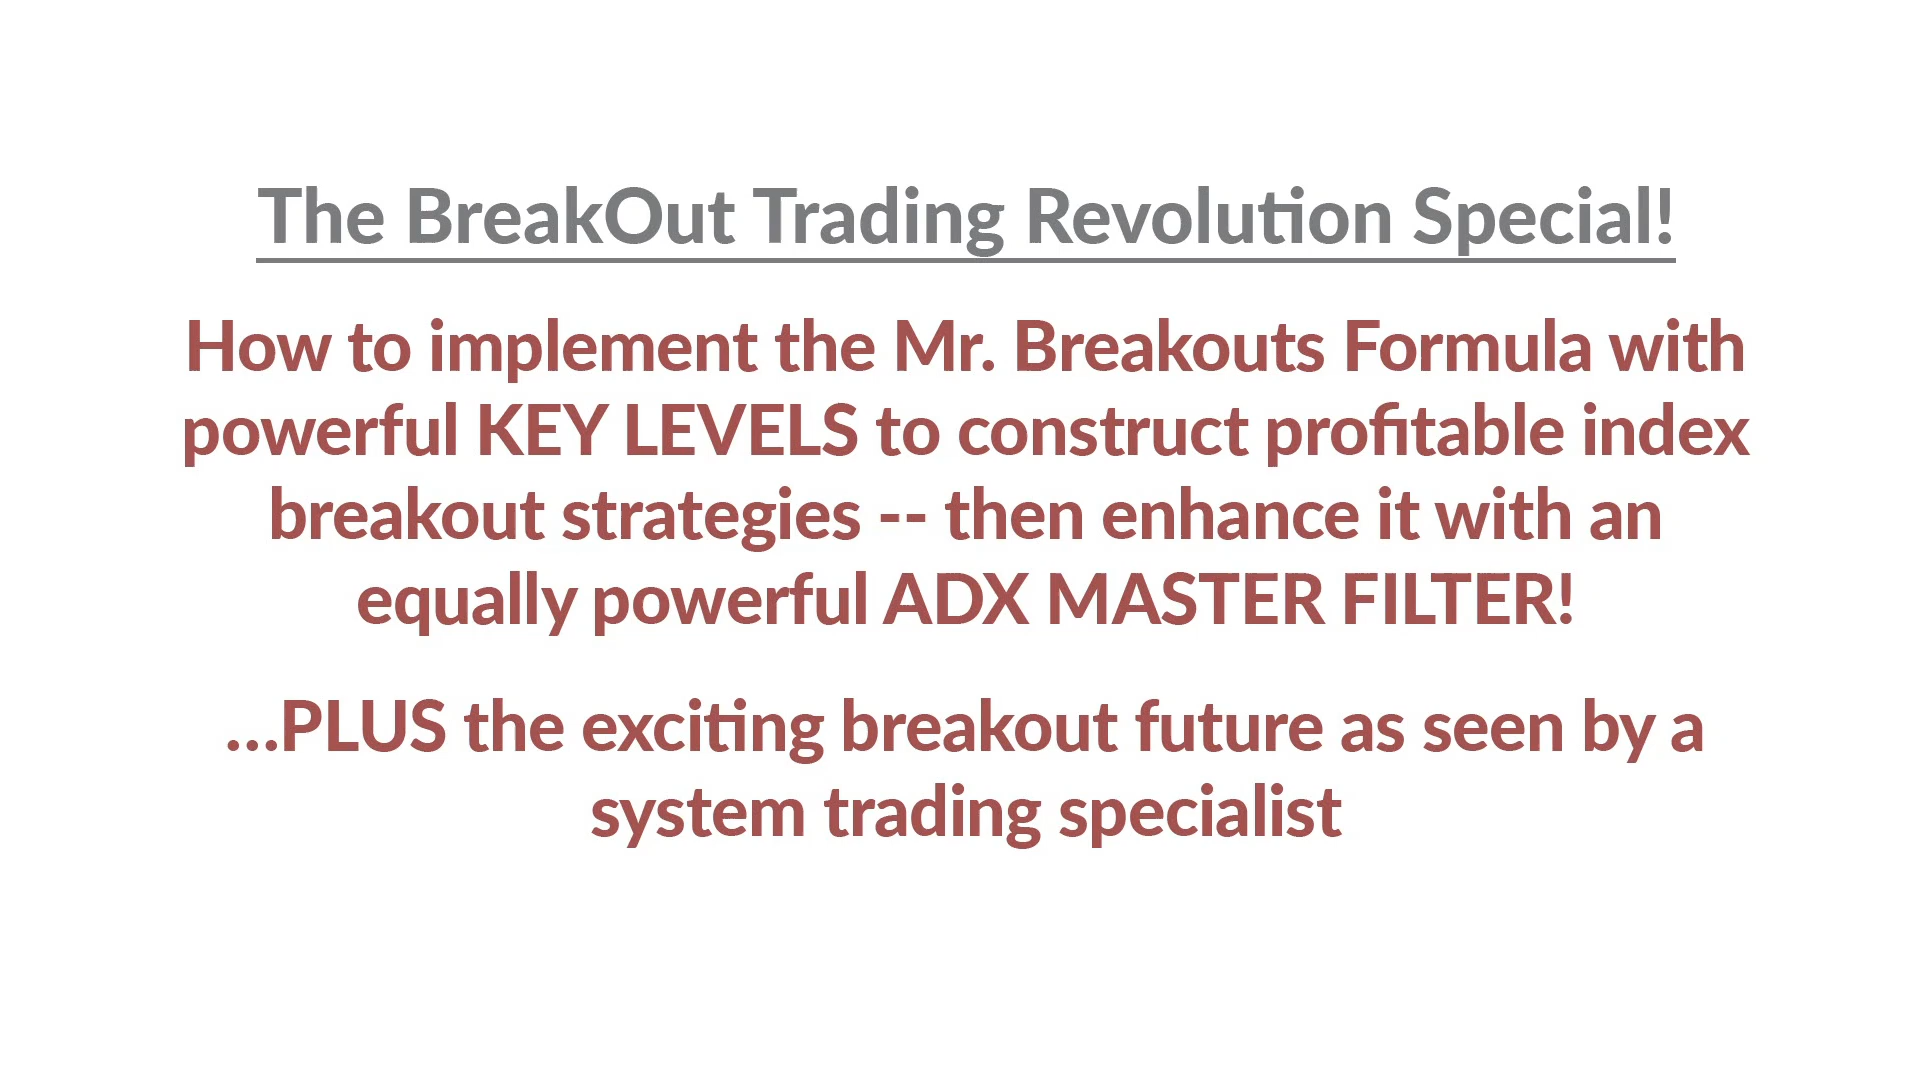 The BreakOut Trading Revolution Special!
How to implement the Mr. Breakouts Formula with
powerful KEY LEVELS to construct profitable index
breakout strategies -- then enhance it with an
equally powerful ADX MASTER FILTER!
...PLUS the exciting breakout future as seen by a
system trading specialist